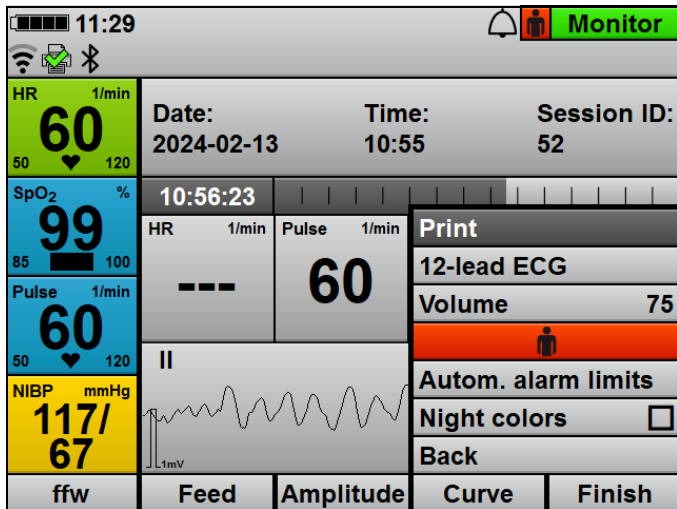 11:29
Monitor
HR 1/min
60
50 120
SpO2 %
99
85 100
Pulse 1/min
60
50 120
NIBP mmHg
117/
67
Date: Time: Session ID:
2024-02-13 10:55 52
10:56:23
HR 1/min
---
Pulse 1/min
60
II
1mV
Print
12-lead ECG
Volume 75
Autom. alarm limits
Night colors
Back
ffw Feed Amplitude Curve Finish